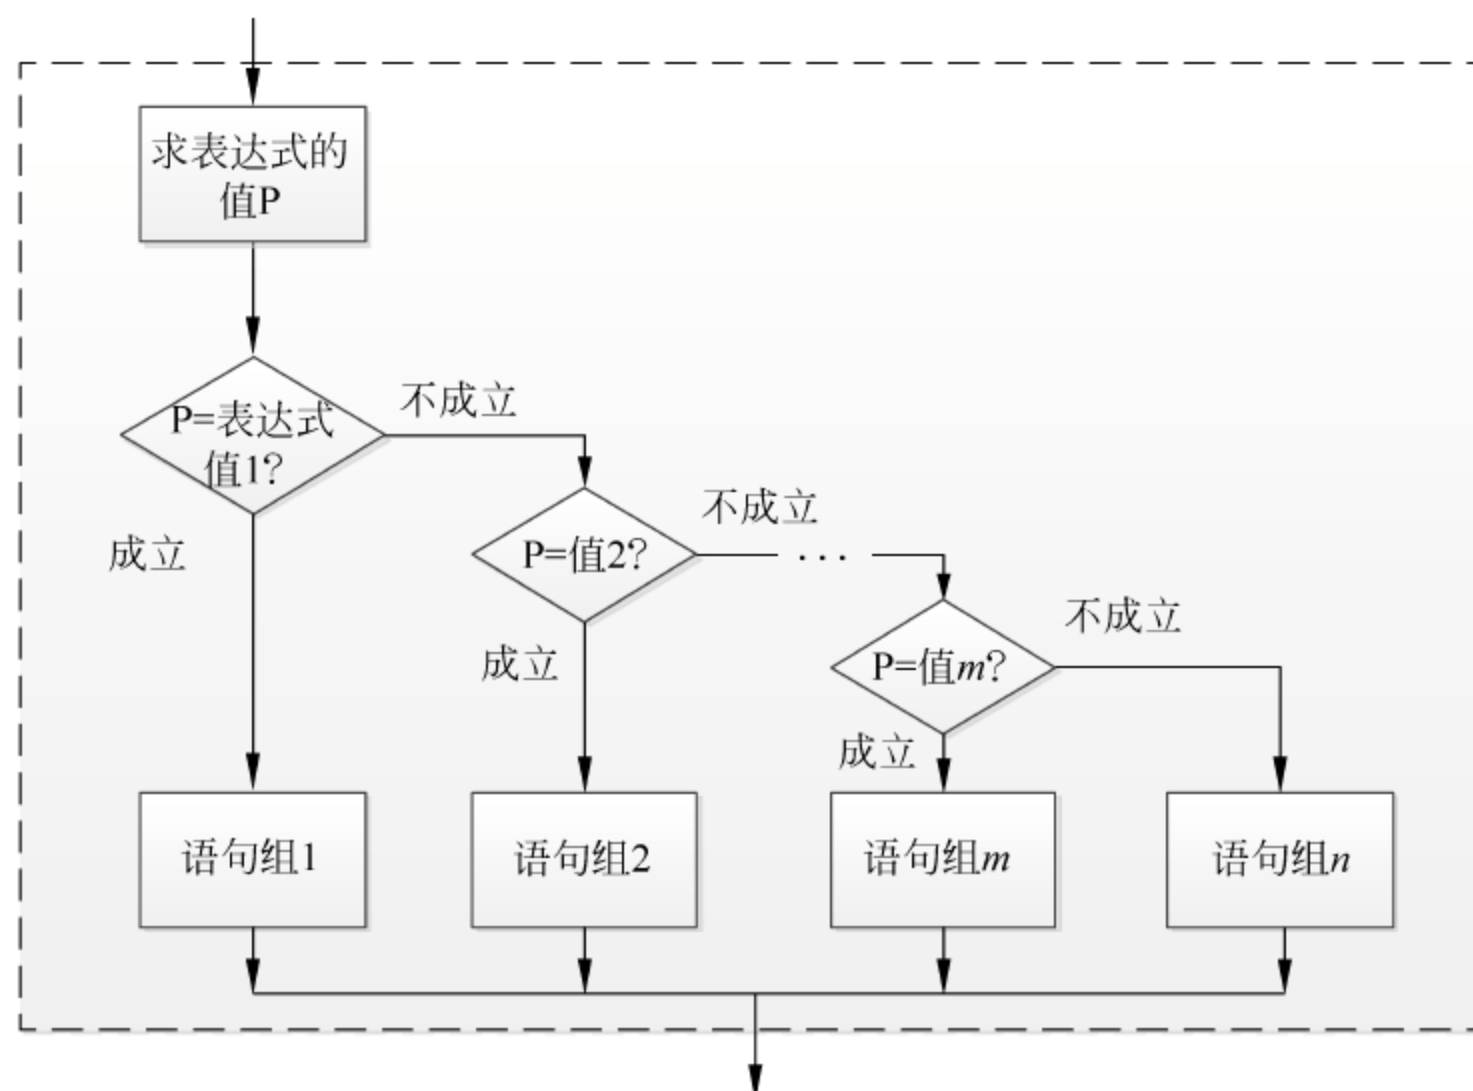 求表达式的
值P
P=表达式
值1?
不成立
成立
P=值2?
不成立
...
成立
P=值m?
不成立
成立
语句组1
语句组2
语句组m
语句组n